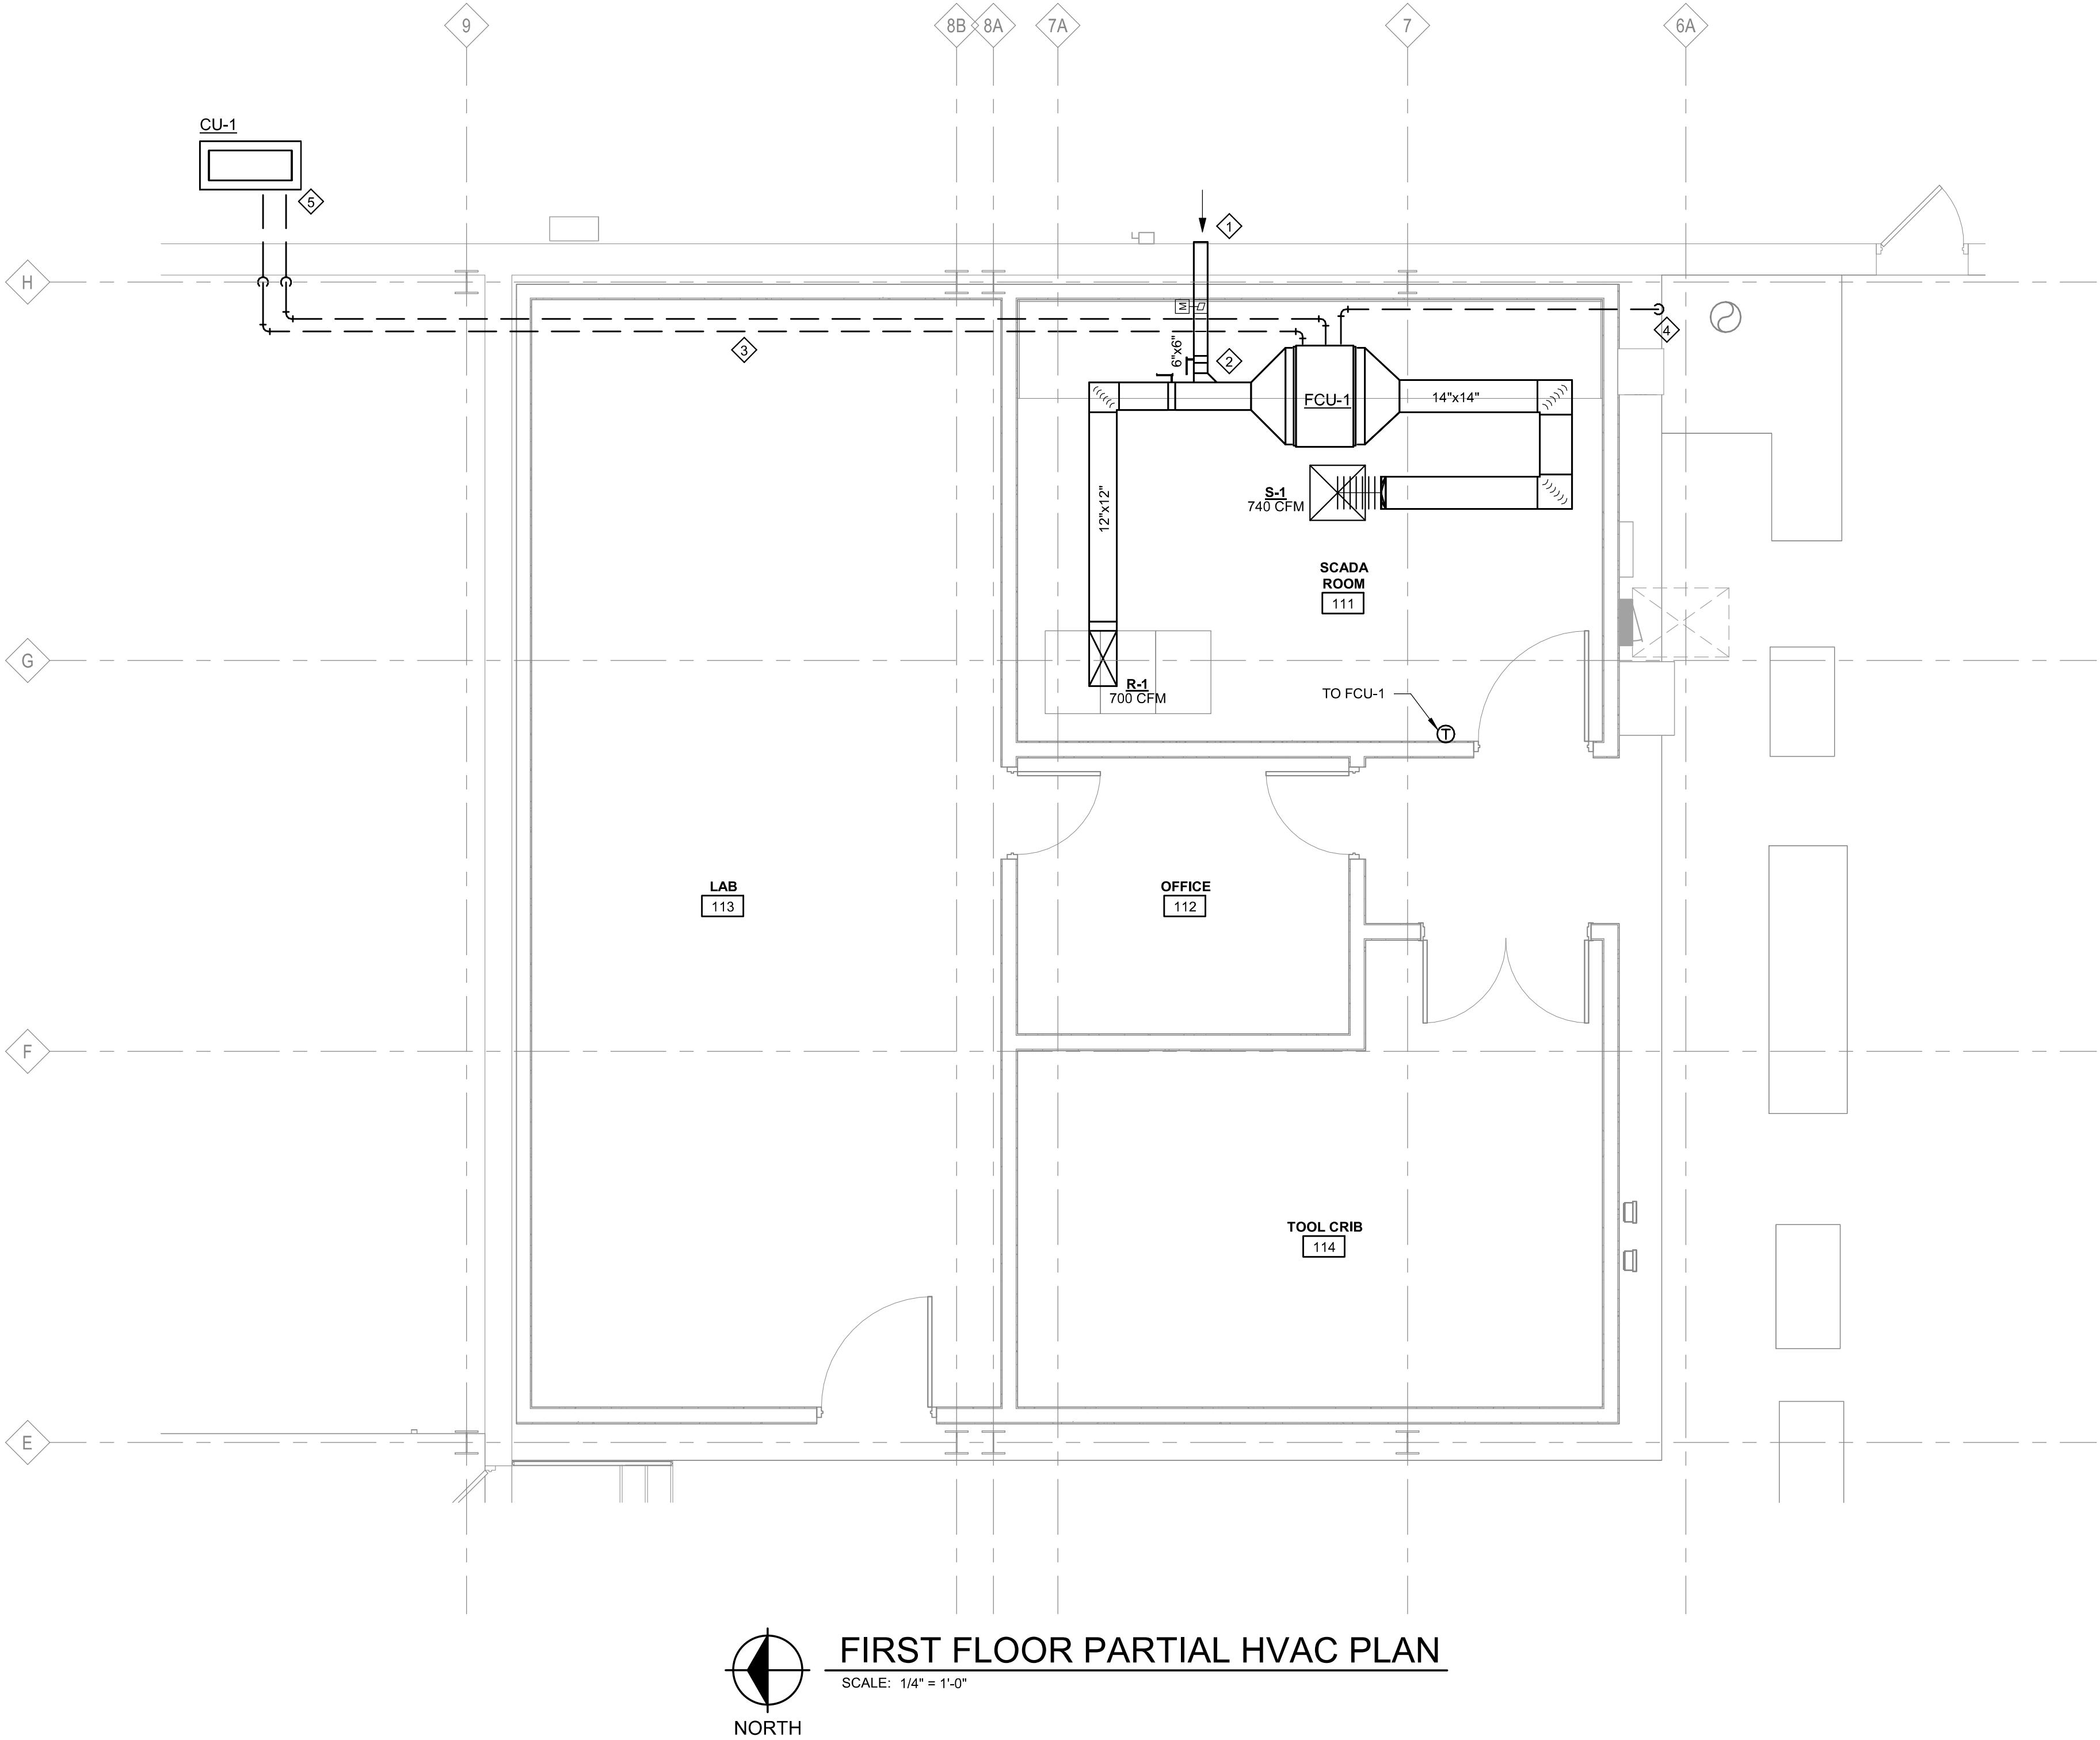 9
8B
8A
7A
7
6A
CU-1
5
1
H
M
4
3
6"x6"
2
FCU-1
14"x14"
12"x12"
S-1
740 CFM
SCADA
ROOM
111
G
R-1
700 CFM
TO FCU-1
T
LAB
113
OFFICE
112
F
TOOL CRIB
114
E
FIRST FLOOR PARTIAL HVAC PLAN
SCALE: 1/4" = 1'-0"
NORTH